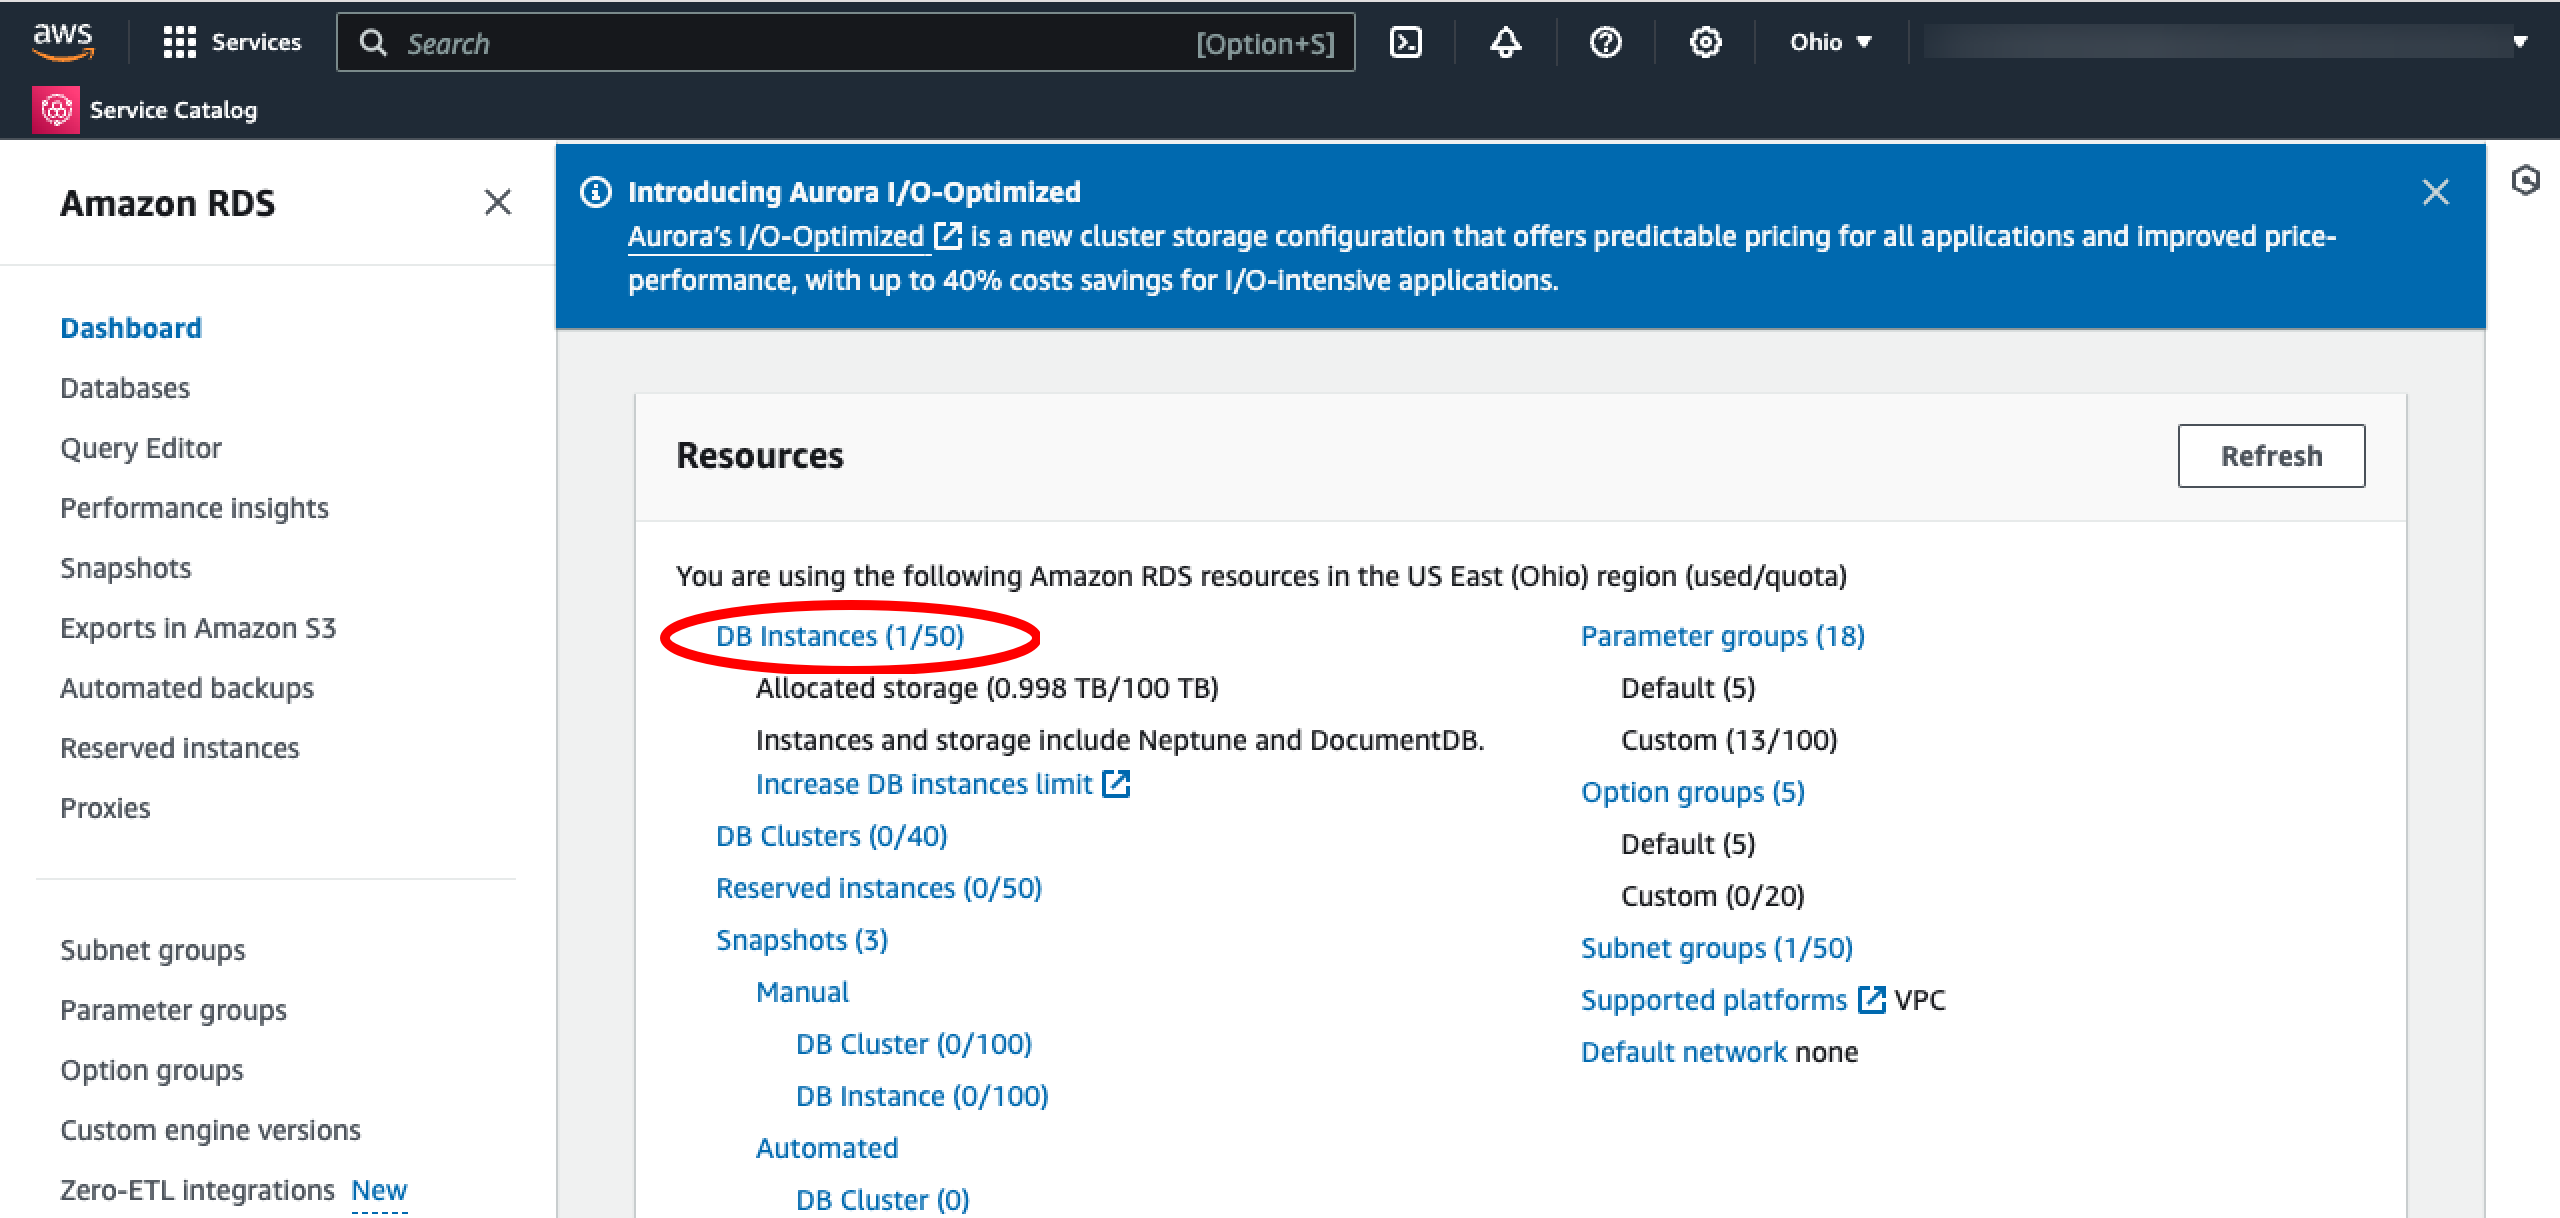 aws
Services
Search [Option+S]
Ohio
Service Catalog
Amazon RDS
Dashboard
Databases
Query Editor
Performance insights
Snapshots
Exports in Amazon S3
Automated backups
Reserved instances
Proxies
Subnet groups
Parameter groups
Option groups
Custom engine versions
Zero-ETL integrations New
Introducing Aurora I/O-Optimized
Aurora's I/O-Optimized is a new cluster storage configuration that offers predictable pricing for all applications and improved price-
performance, with up to 40% costs savings for I/O-intensive applications.
Resources
Refresh
You are using the following Amazon RDS resources in the US East (Ohio) region (used/quota)
DB Instances (1/50)
Allocated storage (0.998 TB/100 TB)
Instances and storage include Neptune and DocumentDB.
Increase DB instances limit
DB Clusters (0/40)
Reserved instances (0/50)
Snapshots (3)
Manual
DB Cluster (0/100)
DB Instance (0/100)
Automated
DB Cluster (0)
Parameter groups (18)
Default (5)
Custom (13/100)
Option groups (5)
Default (5)
Custom (0/20)
Subnet groups (1/50)
Supported platforms VPC
Default network none